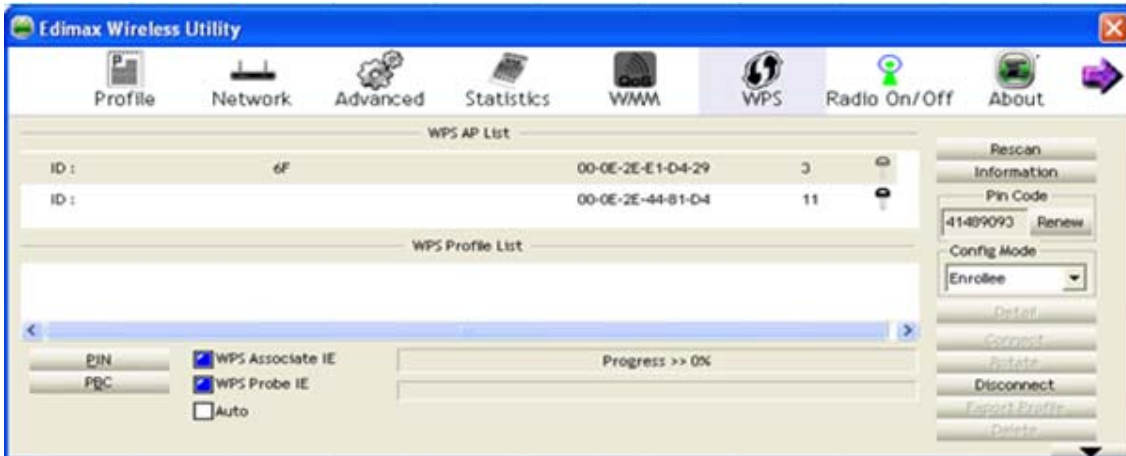 Edimax Wireless Utility
Profile Network Advanced Statistics QoS WMM WPS Radio On/Off About
WPS AP List
ID : 6F 00-0E-2E-E1-D4-29 3
ID : 00-0E-2E-44-81-D4 11
WPS Profile List
Rescan
Information
Pin Code
41489093 Renew
Config Mode
Enrollee
Detail
Connect
Rotate
Disconnect
Export Profile
Delete
PIN WPS Associate IE Progress >> 0%
PBC WPS Probe IE
Auto